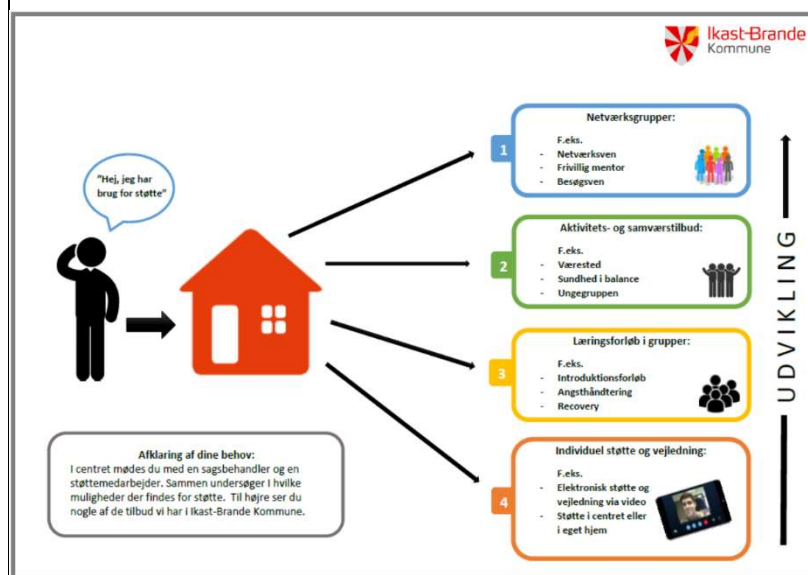 Ikast-Brande
Kommune
"Hej, jeg har
brug for støtte"
Afklaring af dine behov:
I centret mødes du med en sagsbehandler og en
støttemedarbejder. Sammen undersøger I hvilke
muligheder der findes for støtte. Til højre ser du
nogle af de tilbud vi har i Ikast-Brande Kommune.
1
Netværksgrupper:
F.eks.
- Netværksven
- Frivillig mentor
- Besøgsven
2
Aktivitets- og samværstilbud:
F.eks.
- Værested
- Sundhed i balance
- Ungegruppen
3
Læringsforløb i grupper:
F.eks.
- Introduktionsforløb
- Angsthåndtering
- Recovery
4
Individuel støtte og vejledning:
F.eks.
- Elektronisk støtte og
vejledning via video
- Støtte i centret eller
i eget hjem
UDVIKLING